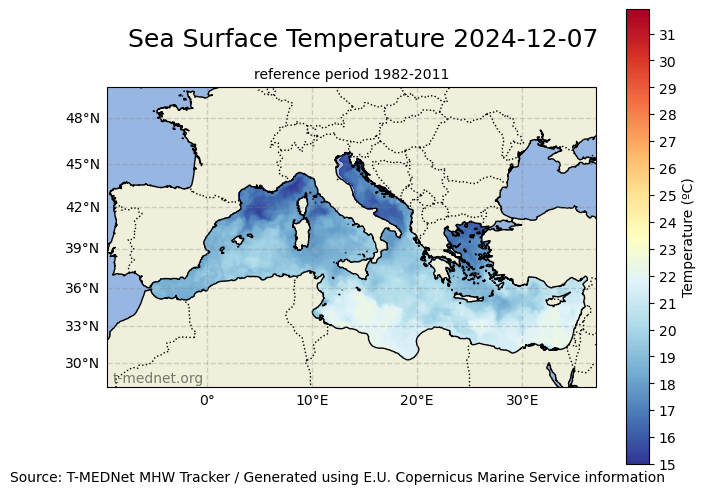 Sea Surface Temperature 2024-12-07
reference period 1982-2011
48°N
45°N
42°N
39°N
36°N
33°N
30°N
0°
10°E
20°E
30°E
t-mednet.org
31
30
29
28
27
26
25
24
23
22
21
20
19
18
17
16
15
Temperature (ºC)
Source: T-MEDNet MHW Tracker / Generated using E.U. Copernicus Marine Service information